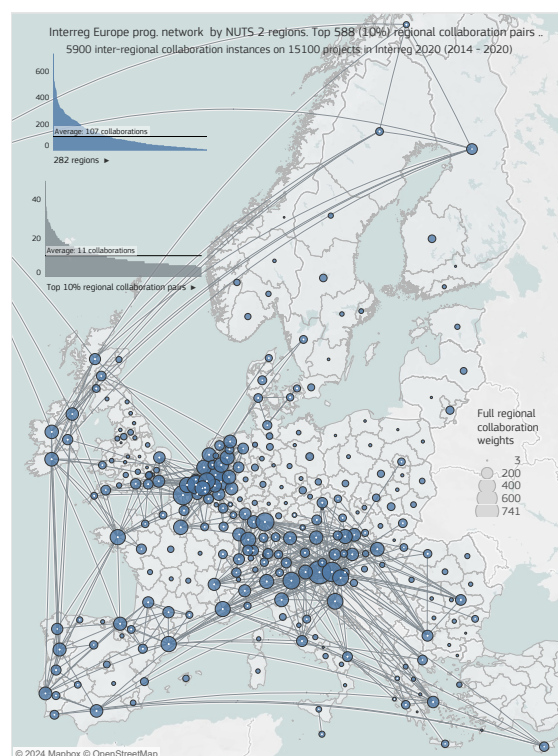 Interreg Europe prog. network by NUTS 2 regions. Top 588 (10%) regional collaboration pairs ..
5900 inter-regional collaboration instances on 15100 projects in Interreg 2020 (2014 - 2020)
600
400
200
Average: 107 collaborations
0
282 regions ►
40
20
Average: 11 collaborations
0
Top 10% regional collaboration pairs ►
Full regional
collaboration
weights
3
200
400
600
741
© 2024 Mapbox © OpenStreetMap